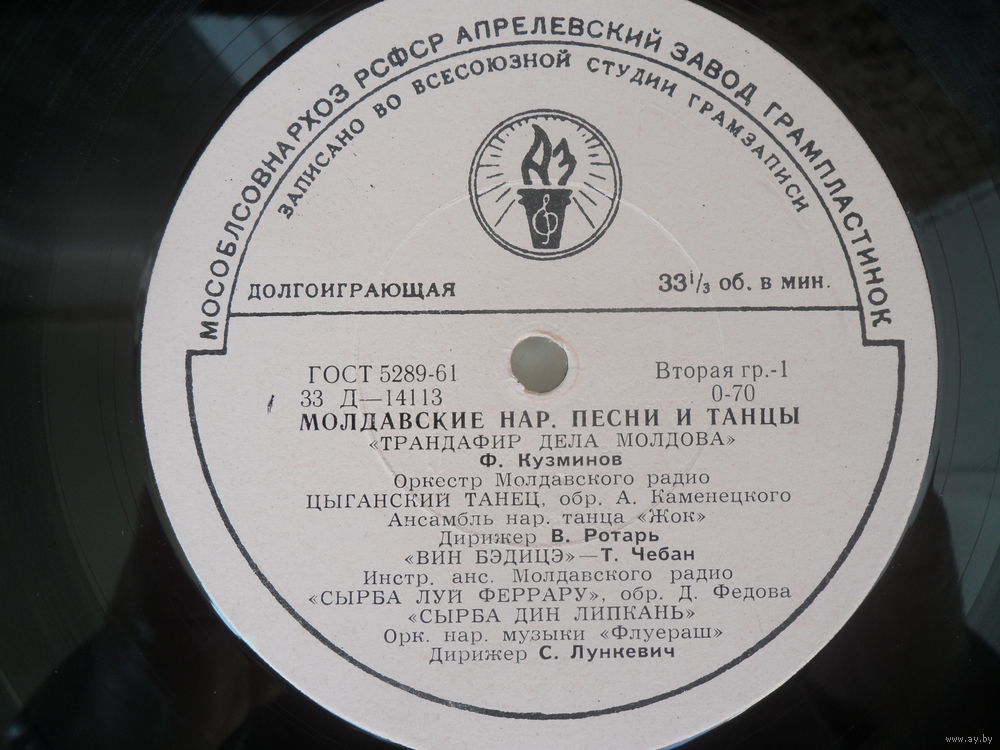 МОСОБЛСОВНАРХОЗ РСФСР АПРЕЛЕВСКИЙ ЗАВОД ГРАМПЛАСТИНОК
ЗАПИСАНО ВО ВСЕСОЮЗНОЙ СТУДИИ ГРАМЗАПИСИ
АЗ
ДОЛГОИГРАЮЩАЯ 33 1/3 об. в мин.
ГОСТ 5289-61 Вторая гр.-1
33 Д—14113 0-70
МОЛДАВСКИЕ НАР. ПЕСНИ И ТАНЦЫ
«ТРАНДАФИР ДЕЛА МОЛДОВА»
Ф. Кузминов
Оркестр Молдавского радио
ЦЫГАНСКИЙ ТАНЕЦ, обр. А. Каменецкого
Ансамбль нар. танца «Жок»
Дирижер В. Ротарь
«ВИН БЭДИЦЭ»—Т. Чебан
Инстр. анс. Молдавского радио
«СЫРБА ЛУЙ ФЕРРАРУ», обр. Д. Федова
«СЫРБА ДИН ЛИПКАНЬ»
Орк. нар. музыки «Флуераш»
Дирижер С. Лункевич
www.ay.by